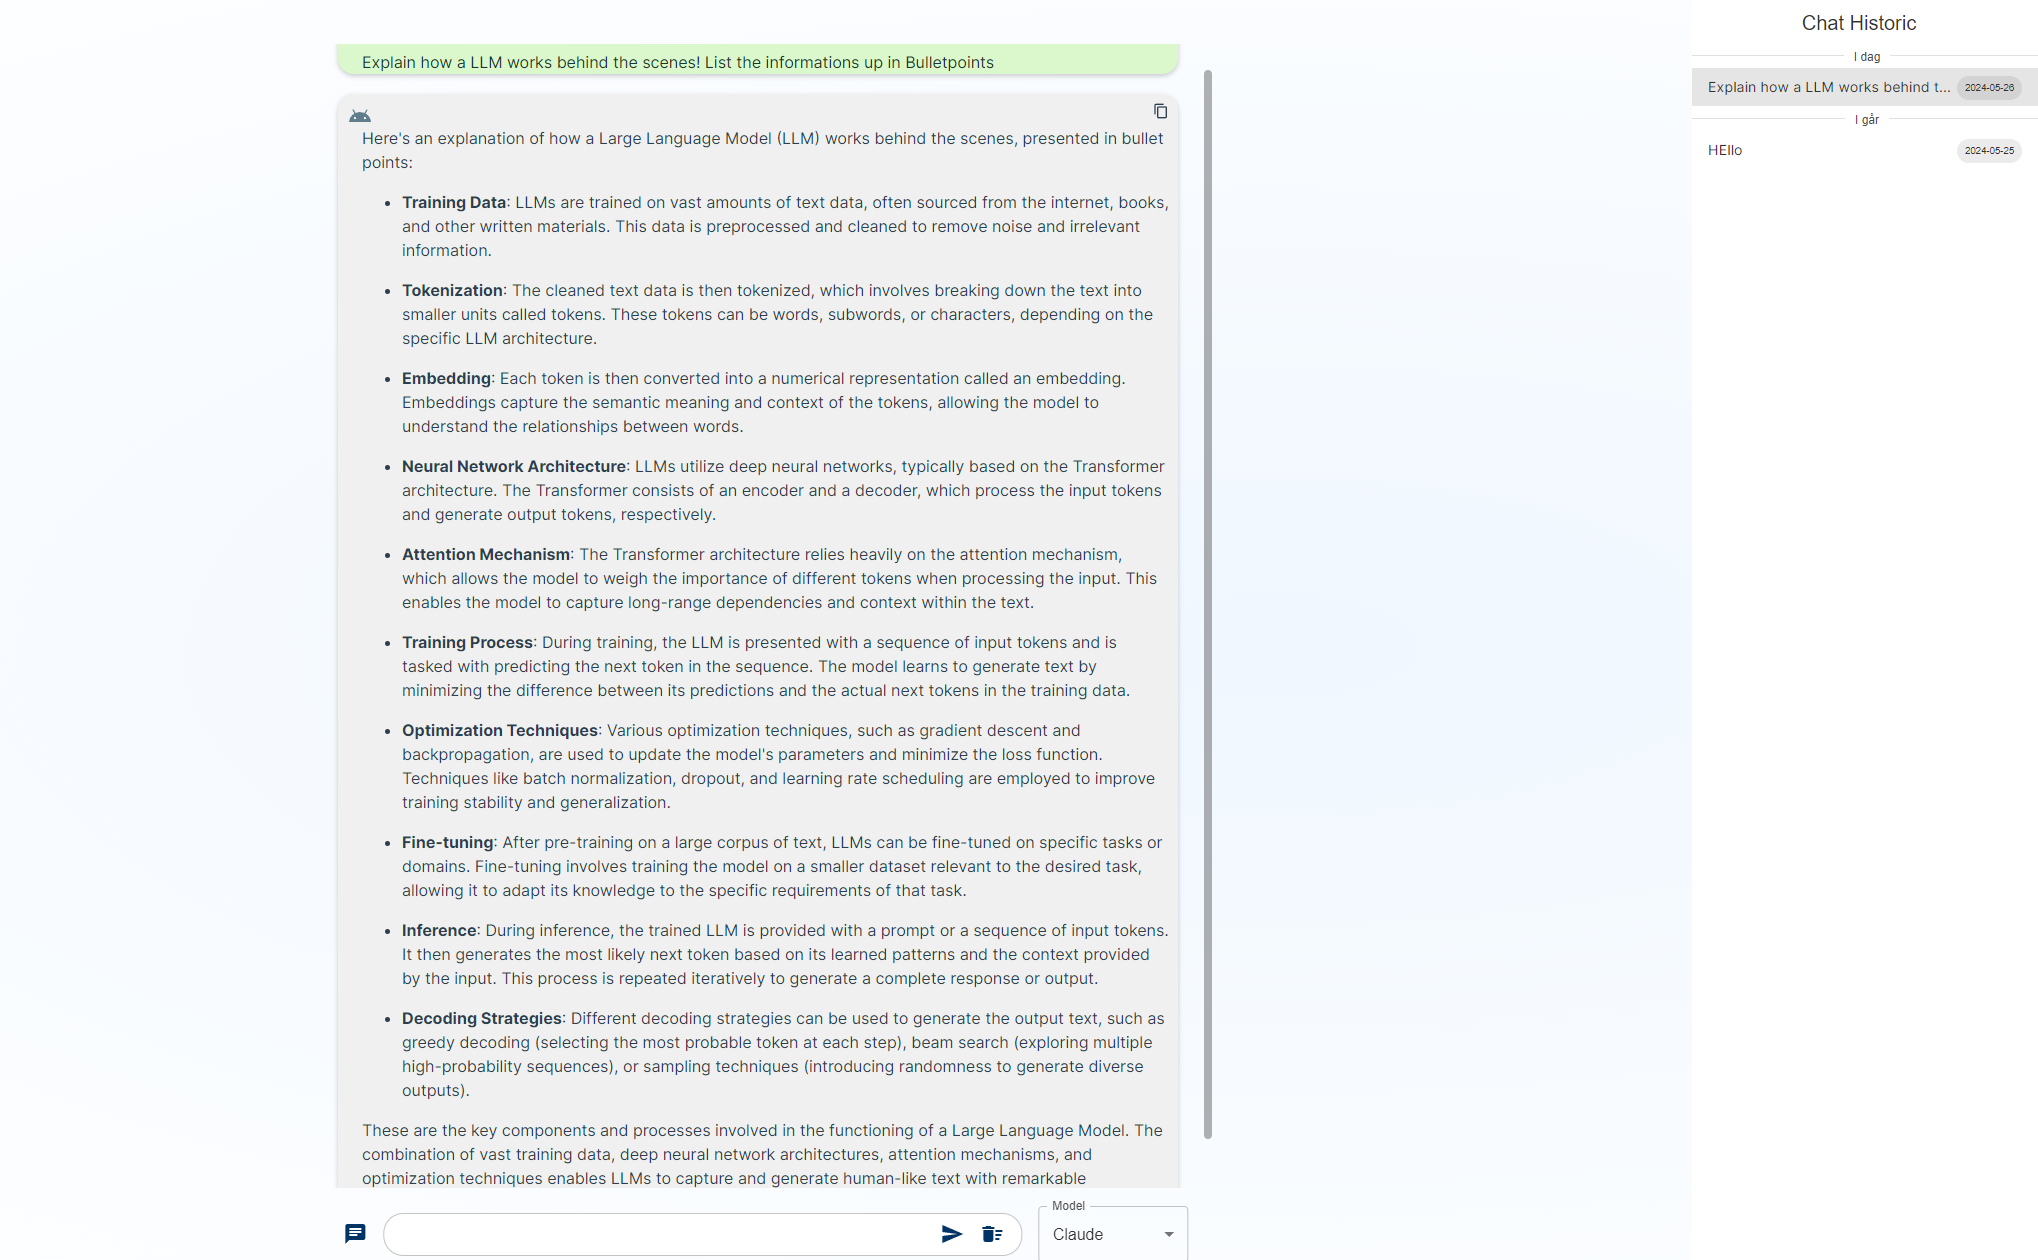 Explain how a LLM works behind the scenes! List the informations up in Bulletpoints
Here's an explanation of how a Large Language Model (LLM) works behind the scenes, presented in bullet
points:
• Training Data: LLMs are trained on vast amounts of text data, often sourced from the internet, books,
and other written materials. This data is preprocessed and cleaned to remove noise and irrelevant
information.
• Tokenization: The cleaned text data is then tokenized, which involves breaking down the text into
smaller units called tokens. These tokens can be words, subwords, or characters, depending on the
specific LLM architecture.
• Embedding: Each token is then converted into a numerical representation called an embedding.
Embeddings capture the semantic meaning and context of the tokens, allowing the model to
understand the relationships between words.
• Neural Network Architecture: LLMs utilize deep neural networks, typically based on the Transformer
architecture. The Transformer consists of an encoder and a decoder, which process the input tokens
and generate output tokens, respectively.
• Attention Mechanism: The Transformer architecture relies heavily on the attention mechanism,
which allows the model to weigh the importance of different tokens when processing the input. This
enables the model to capture long-range dependencies and context within the text.
• Training Process: During training, the LLM is presented with a sequence of input tokens and is
tasked with predicting the next token in the sequence. The model learns to generate text by
minimizing the difference between its predictions and the actual next tokens in the training data.
• Optimization Techniques: Various optimization techniques, such as gradient descent and
backpropagation, are used to update the model's parameters and minimize the loss function.
Techniques like batch normalization, dropout, and learning rate scheduling are employed to improve
training stability and generalization.
• Fine-tuning: After pre-training on a large corpus of text, LLMs can be fine-tuned on specific tasks or
domains. Fine-tuning involves training the model on a smaller dataset relevant to the desired task,
allowing it to adapt its knowledge to the specific requirements of that task.
• Inference: During inference, the trained LLM is provided with a prompt or a sequence of input tokens.
It then generates the most likely next token based on its learned patterns and the context provided
by the input. This process is repeated iteratively to generate a complete response or output.
• Decoding Strategies: Different decoding strategies can be used to generate the output text, such as
greedy decoding (selecting the most probable token at each step), beam search (exploring multiple
high-probability sequences), or sampling techniques (introducing randomness to generate diverse
outputs).
These are the key components and processes involved in the functioning of a Large Language Model. The
combination of vast training data, deep neural network architectures, attention mechanisms, and
optimization techniques enables LLMs to capture and generate human-like text with remarkable
Model
Claude
Chat Historic
I dag
Explain how a LLM works behind t... 2024-05-26
I går
HEllo 2024-05-25